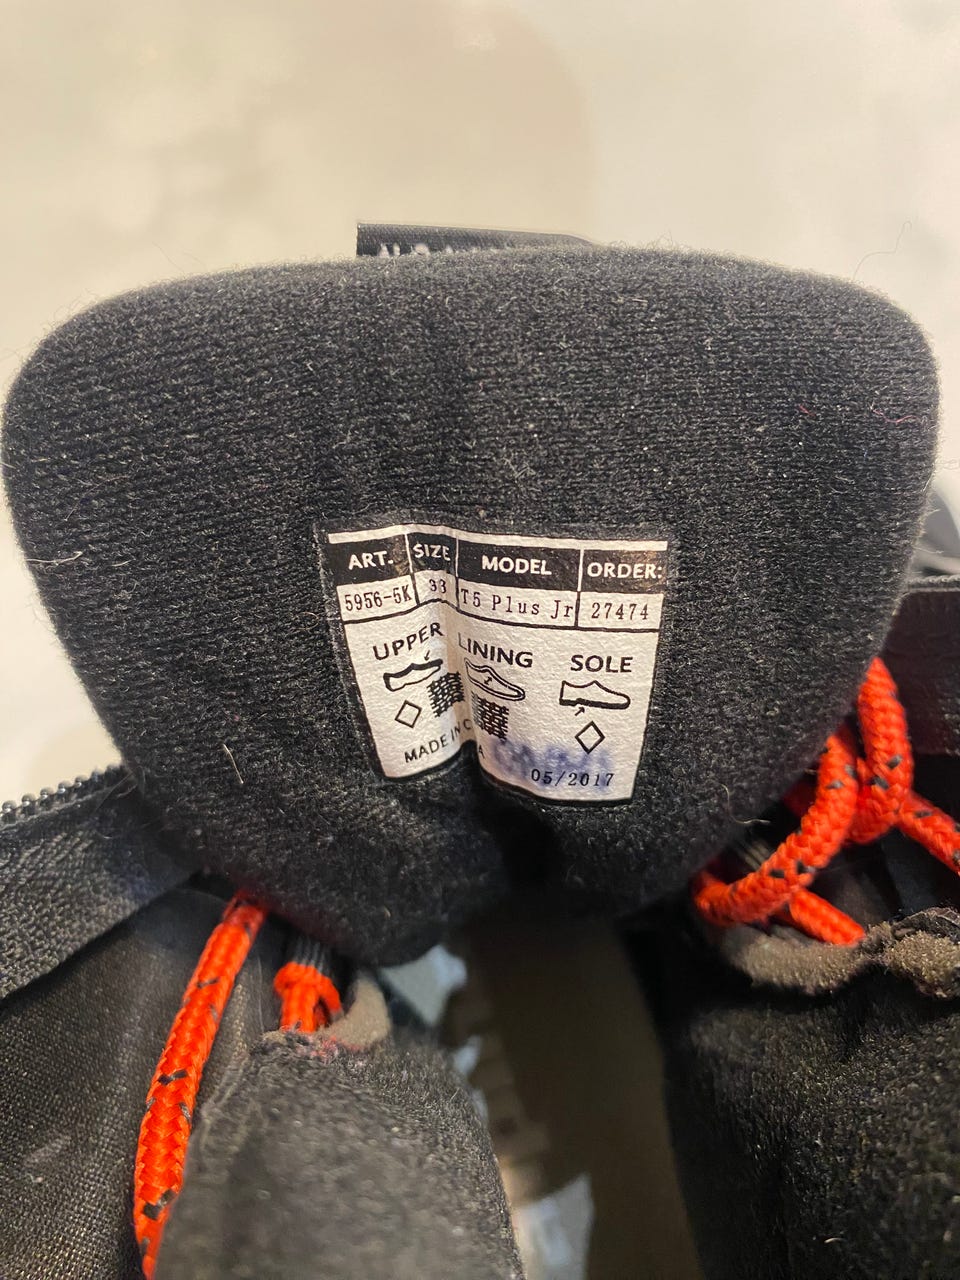 ART. SIZE MODEL ORDER:
5956-5K 33 T5 Plus Jr 27474
UPPER LINING SOLE
MADE IN
05/2017